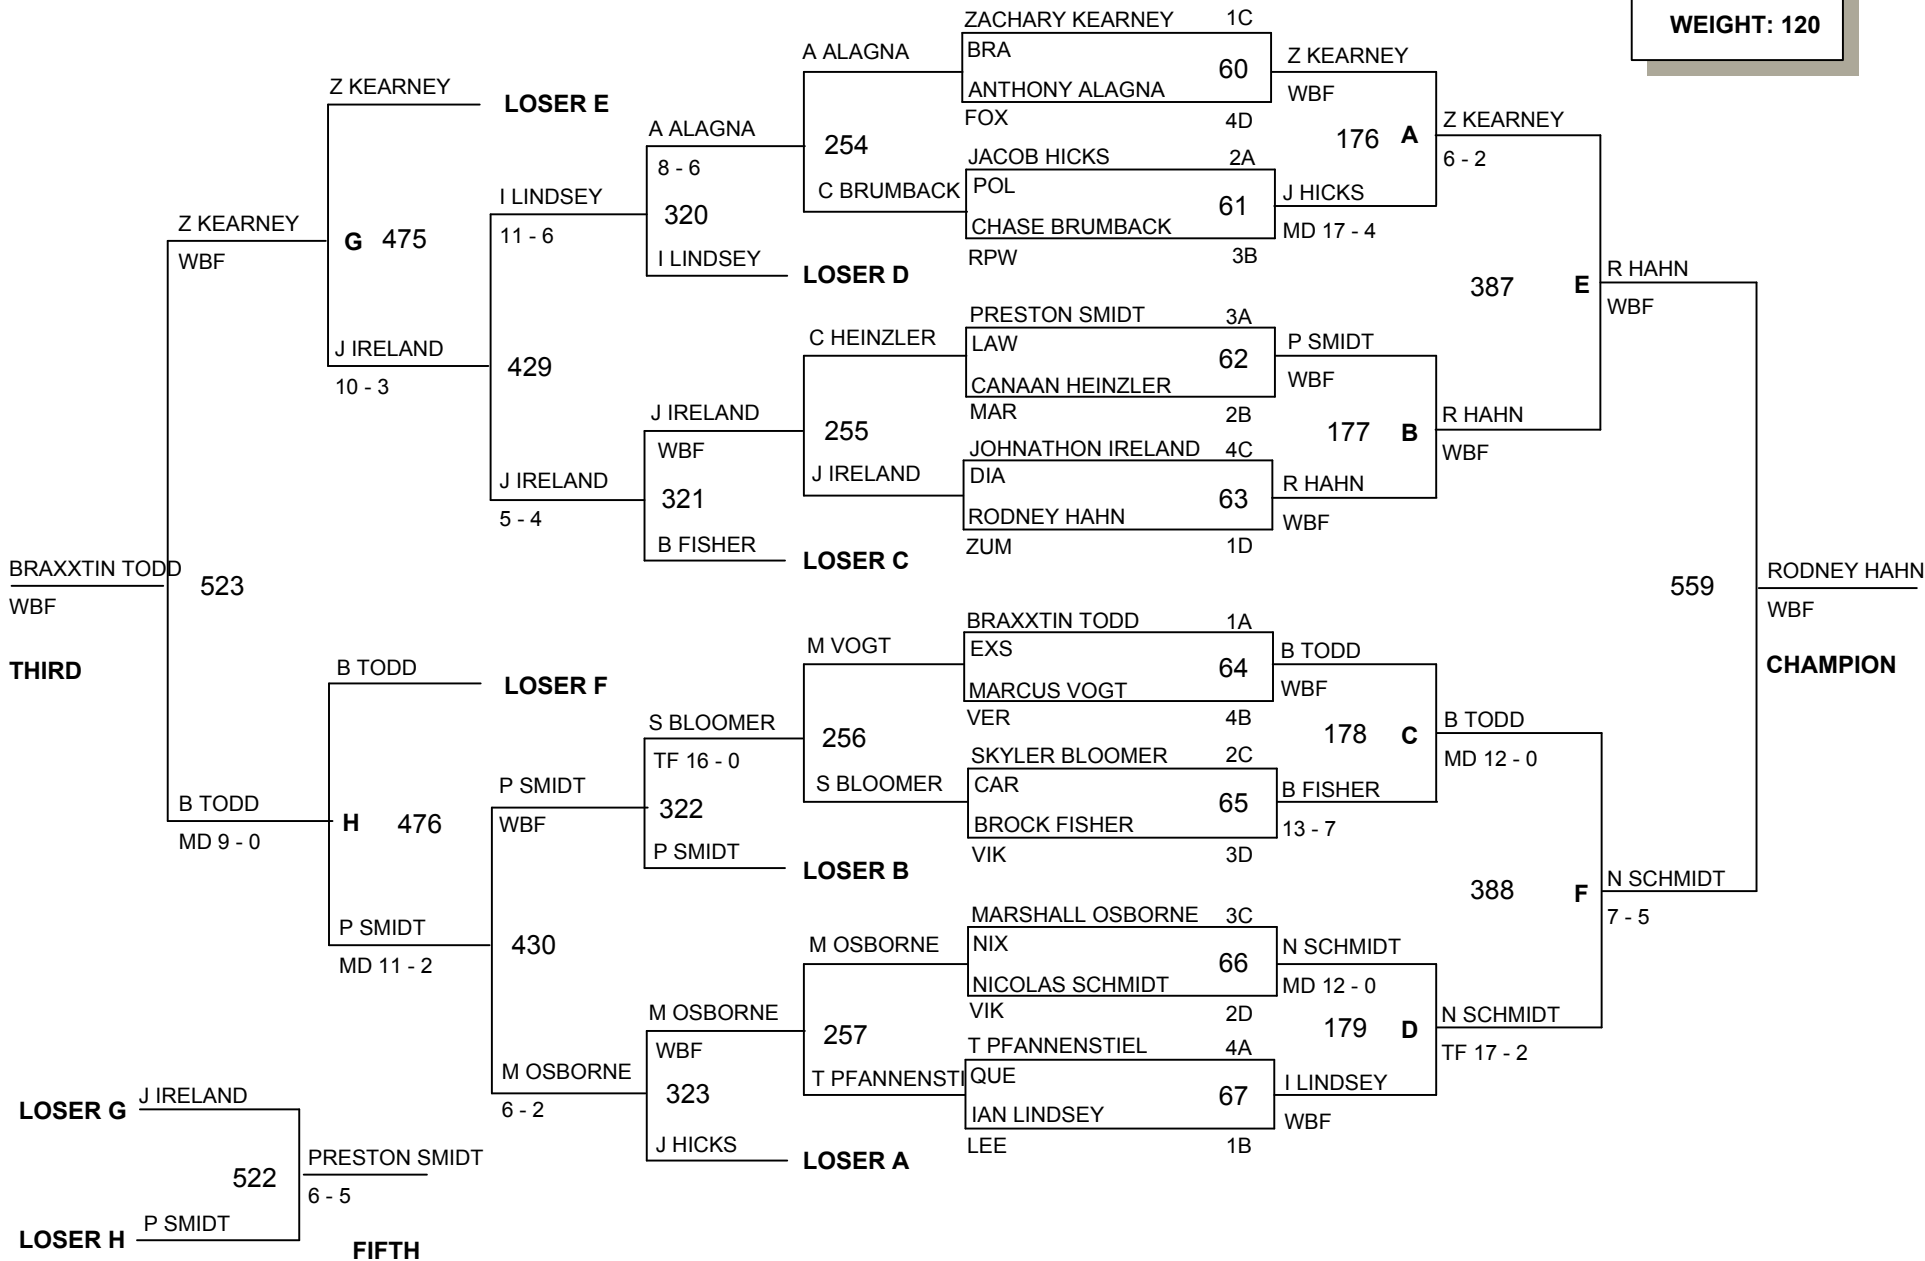 WEIGHT: 120
ZACHARY KEARNEY 1C
BRA
60
ANTHONY ALAGNA
FOX 4D
JACOB HICKS 2A
POL
61
CHASE BRUMBACK
RPW 3B
PRESTON SMIDT 3A
LAW
62
CANAAN HEINZLER
MAR 2B
JOHNATHON IRELAND 4C
DIA
63
RODNEY HAHN
ZUM 1D
BRAXXTIN TODD 1A
EXS
64
MARCUS VOGT
VER 4B
SKYLER BLOOMER 2C
CAR
65
BROCK FISHER
VIK 3D
MARSHALL OSBORNE 3C
NIX
66
NICOLAS SCHMIDT
VIK 2D
T PFANNENSTIEL 4A
QUE
67
IAN LINDSEY
LEE 1B
Z KEARNEY
WBF
176 A
J HICKS
MD 17 - 4
P SMIDT
WBF
177 B
R HAHN
WBF
B TODD
WBF
178 C
B FISHER
13 - 7
N SCHMIDT
MD 12 - 0
179 D
I LINDSEY
WBF
Z KEARNEY
6 - 2
387 E
R HAHN
WBF
B TODD
MD 12 - 0
388 F
N SCHMIDT
TF 17 - 2
R HAHN
WBF
559
N SCHMIDT
7 - 5
RODNEY HAHN
WBF
CHAMPION
A ALAGNA
254
C BRUMBACK
C HEINZLER
255
J IRELAND
M VOGT
256
S BLOOMER
M OSBORNE
257
T PFANNENSTI
A ALAGNA
8 - 6
320
I LINDSEY
LOSER D
J IRELAND
WBF
321
B FISHER
LOSER C
S BLOOMER
TF 16 - 0
322
P SMIDT
LOSER B
M OSBORNE
WBF
323
J HICKS
LOSER A
I LINDSEY
11 - 6
429
J IRELAND
5 - 4
P SMIDT
WBF
430
M OSBORNE
6 - 2
Z KEARNEY
LOSER E
G 475
J IRELAND
10 - 3
B TODD
LOSER F
H 476
P SMIDT
MD 11 - 2
Z KEARNEY
WBF
523
B TODD
MD 9 - 0
BRAXXTIN TODD
WBF
THIRD
LOSER G
J IRELAND
522
LOSER H
P SMIDT
PRESTON SMIDT
6 - 5
FIFTH